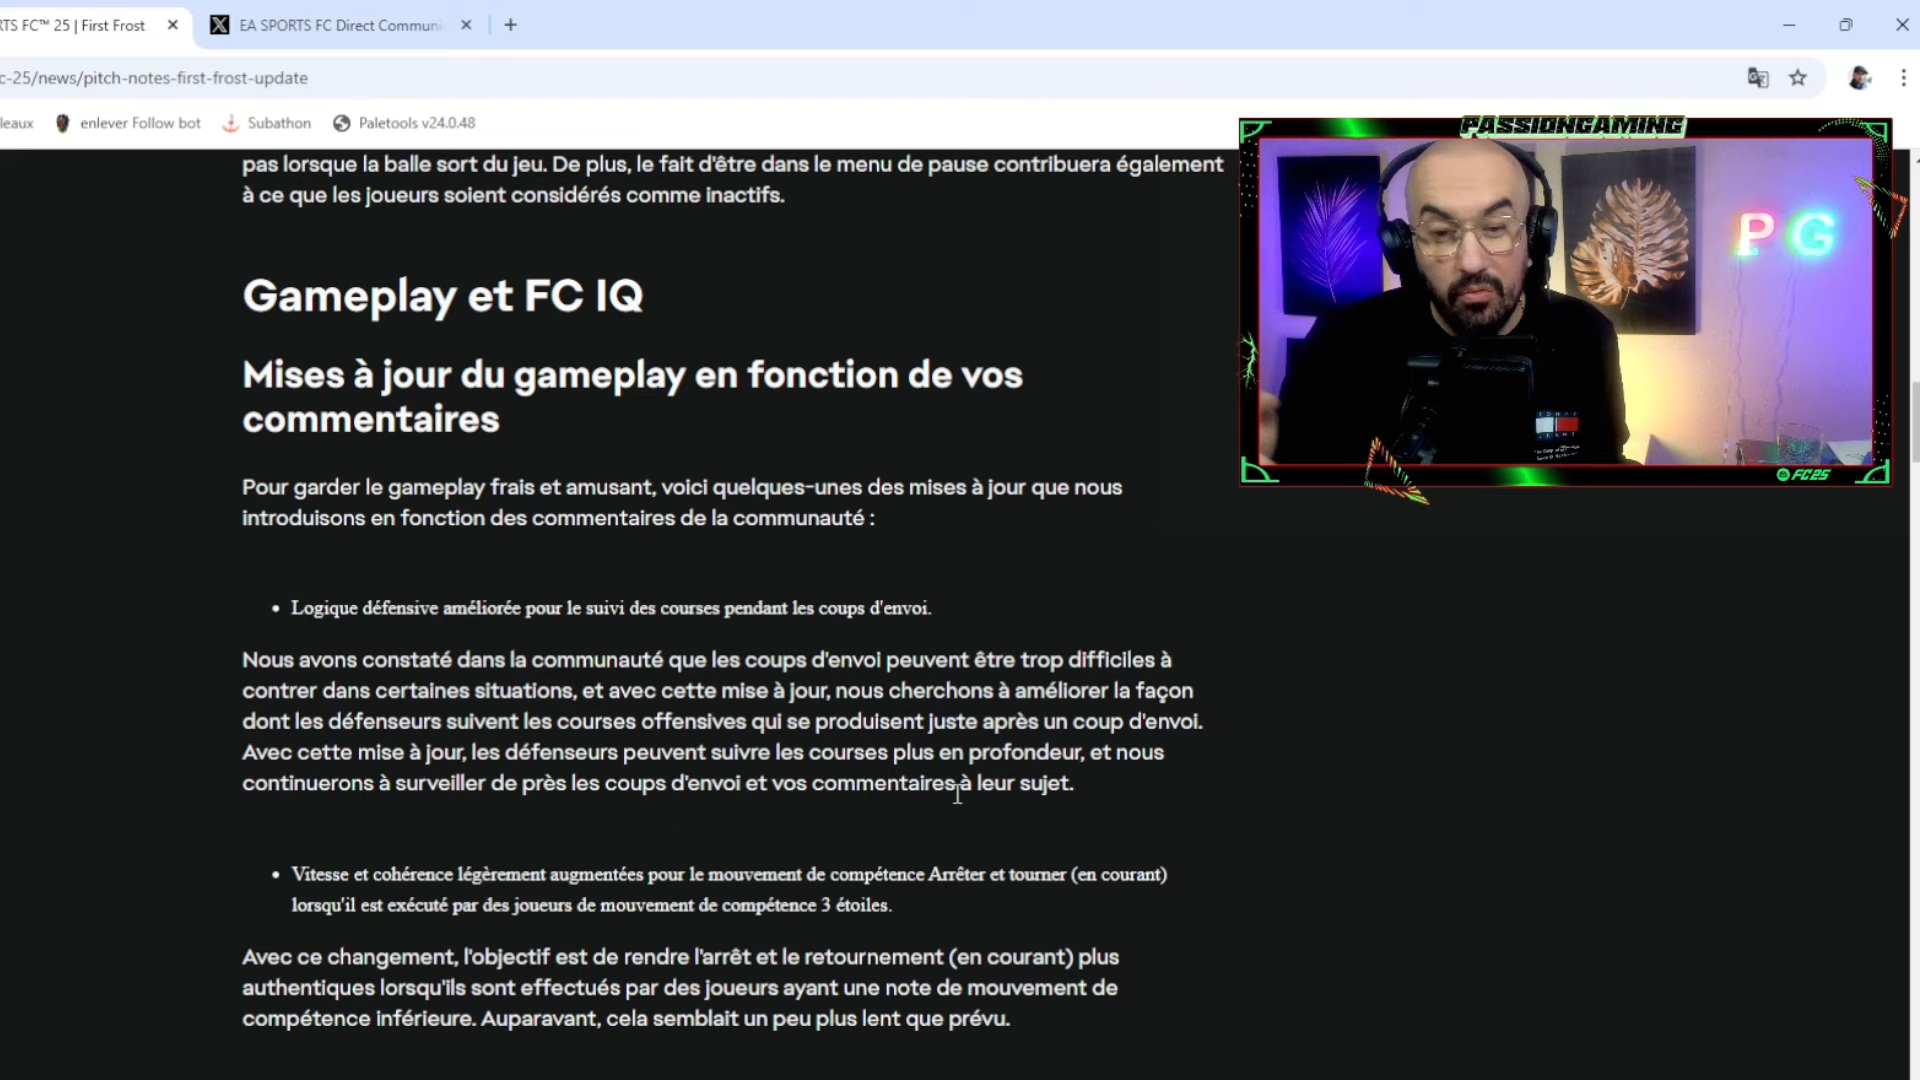 RTS FC™ 25 | First Frost
EA SPORTS FC Direct Communi
c-25/news/pitch-notes-first-frost-update
leaux
enlever Follow bot
Subathon
Paletools v24.0.48
PASSIONGAMING
P G
FC25
pas lorsque la balle sort du jeu. De plus, le fait d'être dans le menu de pause contribuera également
à ce que les joueurs soient considérés comme inactifs.
Gameplay et FC IQ
Mises à jour du gameplay en fonction de vos
commentaires
Pour garder le gameplay frais et amusant, voici quelques-unes des mises à jour que nous
introduisons en fonction des commentaires de la communauté :
• Logique défensive améliorée pour le suivi des courses pendant les coups d'envoi.
Nous avons constaté dans la communauté que les coups d'envoi peuvent être trop difficiles à
contrer dans certaines situations, et avec cette mise à jour, nous cherchons à améliorer la façon
dont les défenseurs suivent les courses offensives qui se produisent juste après un coup d'envoi.
Avec cette mise à jour, les défenseurs peuvent suivre les courses plus en profondeur, et nous
continuerons à surveiller de près les coups d'envoi et vos commentaires à leur sujet.
• Vitesse et cohérence légèrement augmentées pour le mouvement de compétence Arrêter et tourner (en courant)
lorsqu'il est exécuté par des joueurs de mouvement de compétence 3 étoiles.
Avec ce changement, l'objectif est de rendre l'arrêt et le retournement (en courant) plus
authentiques lorsqu'ils sont effectués par des joueurs ayant une note de mouvement de
compétence inférieure. Auparavant, cela semblait un peu plus lent que prévu.